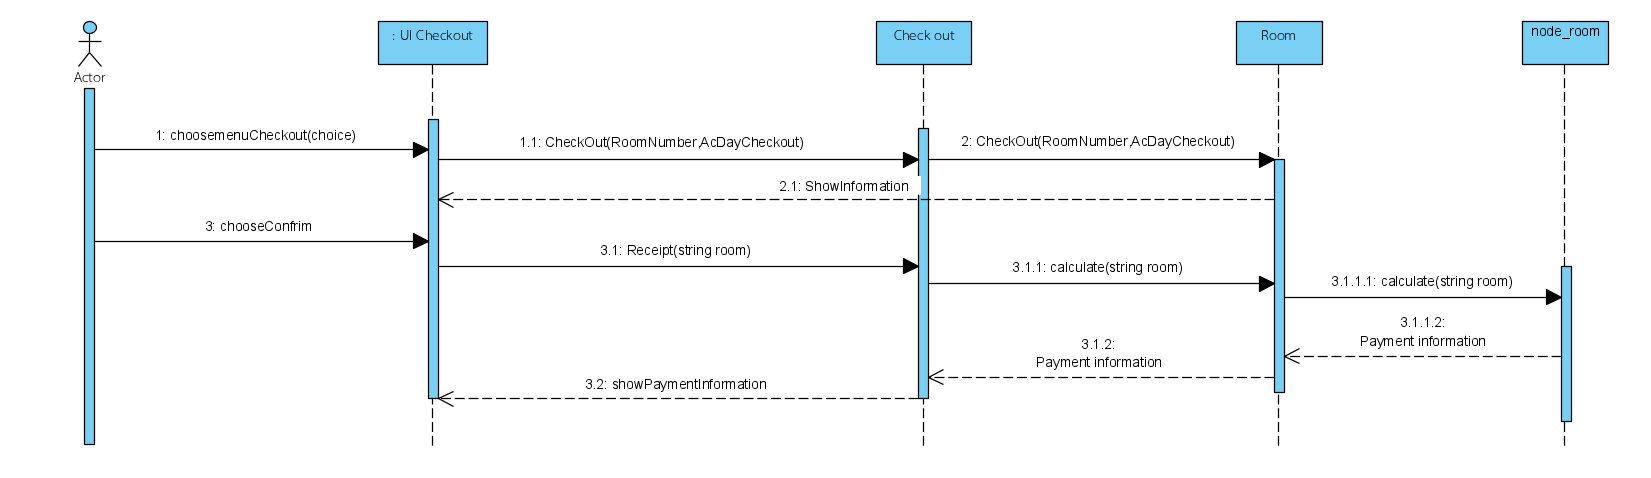 : UI Checkout
Check out
Room
node_room
Actor
1: choosemenuCheckout(choice)
1.1: CheckOut(RoomNumber,AcDayCheckout)
2: CheckOut(RoomNumber,AcDayCheckout)
2.1: ShowInformation
3: chooseConfrim
3.1: Receipt(string room)
3.1.1: calculate(string room)
3.1.1.1: calculate(string room)
3.1.1.2:
Payment information
3.1.2:
Payment information
3.2: showPaymentInformation